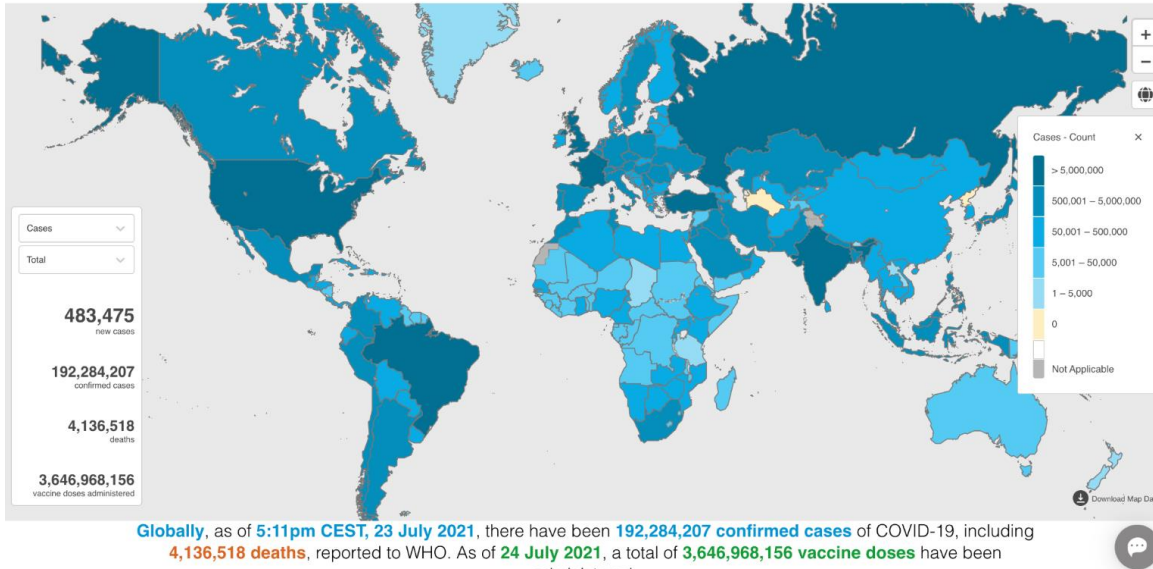 +
−
Cases - Count ×
> 5,000,000
500,001 – 5,000,000
50,001 – 500,000
5,001 – 50,000
1 – 5,000
0
Not Applicable
Cases
Total
483,475
new cases
192,284,207
confirmed cases
4,136,518
deaths
3,646,968,156
vaccine doses administered
Download Map Da
Globally, as of 5:11pm CEST, 23 July 2021, there have been 192,284,207 confirmed cases of COVID-19, including
4,136,518 deaths, reported to WHO. As of 24 July 2021, a total of 3,646,968,156 vaccine doses have been